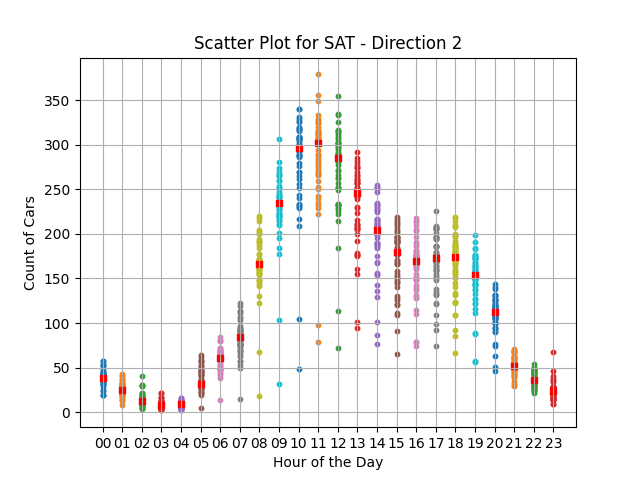 Scatter Plot for SAT - Direction 2
Count of Cars
350
300
250
200
150
100
50
0
00 01 02 03 04 05 06 07 08 09 10 11 12 13 14 15 16 17 18 19 20 21 22 23
Hour of the Day